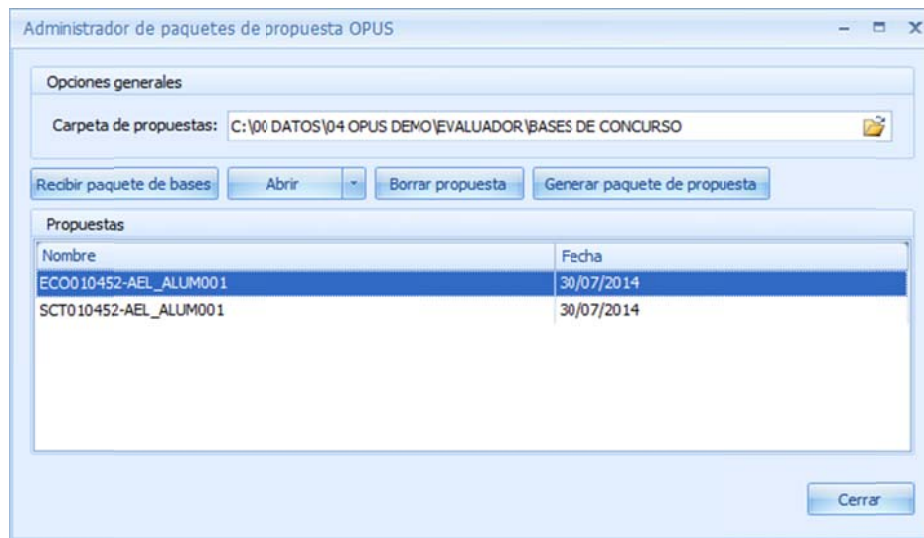 Administrador de paquetes de propuesta OPUS
Opciones generales
Carpeta de propuestas: C:\00 DATOS\04 OPUS DEMO\EVALUADOR\BASES DE CONCURSO
Recibir paquete de bases Abrir Borrar propuesta Generar paquete de propuesta
Propuestas
Nombre Fecha
ECO010452-AEL_ALUM001 30/07/2014
SCT010452-AEL_ALUM001 30/07/2014
Cerrar